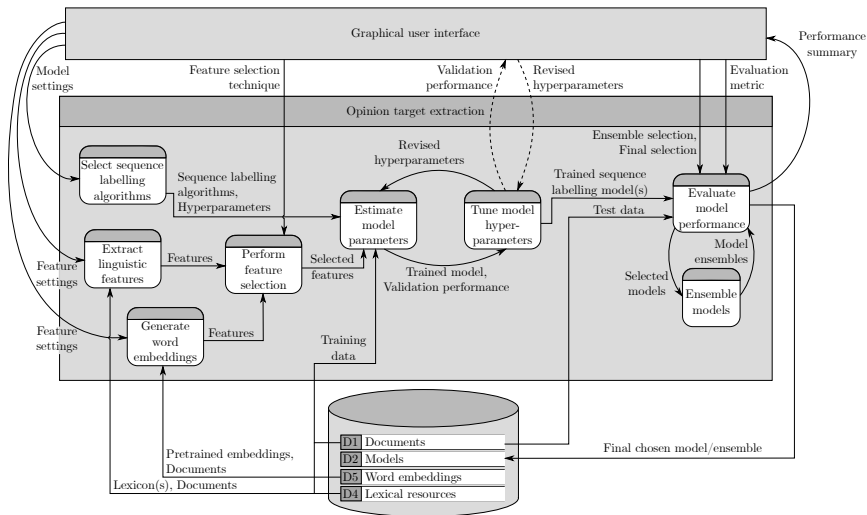 Graphical user interface
Performance
summary
Model
settings
Feature selection
technique
Validation
performance
Revised
hyperparameters
Evaluation
metric
Opinion target extraction
Ensemble selection,
Final selection
Select sequence
labelling
algorithms
Sequence labelling
algorithms,
Hyperparameters
Revised
hyperparameters
Trained sequence
labelling model(s)
Estimate
model
parameters
Tune model
hyper-
parameters
Evaluate
model
performance
Test data
Extract
linguistic
features
Features
Perform
feature
selection
Selected
features
Trained model,
Validation performance
Model
ensembles
Selected
models
Ensemble
models
Feature
settings
Feature
settings
Generate
word
embeddings
Features
Training
data
D1 Documents
D2 Models
D5 Word embeddings
D4 Lexical resources
Final chosen model/ensemble
Pretrained embeddings,
Documents
Lexicon(s), Documents